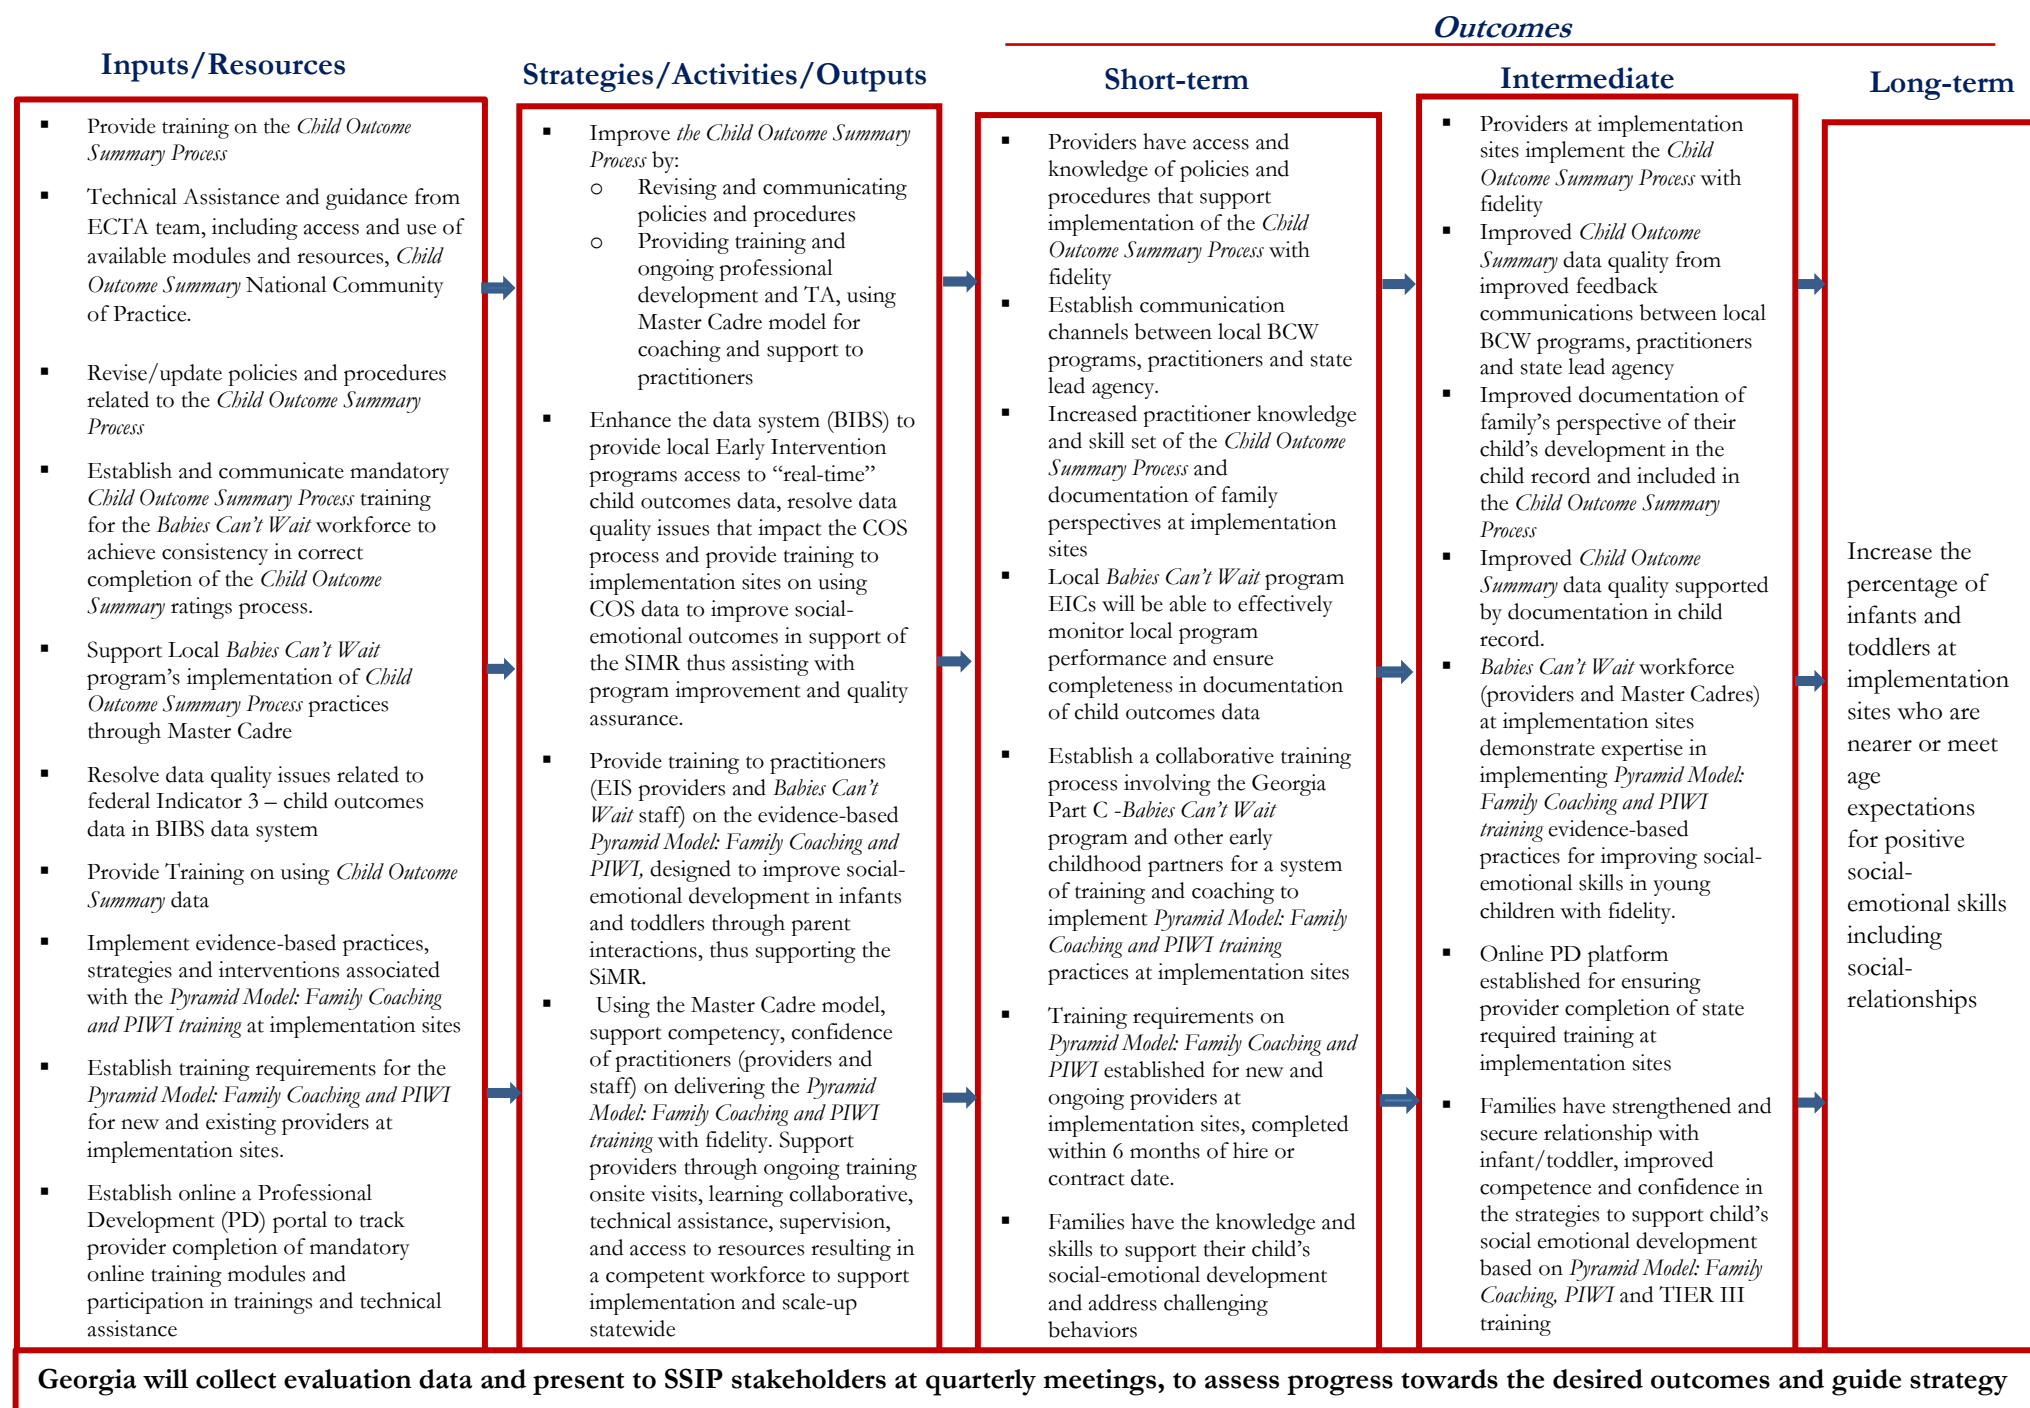 Outcomes
Inputs/Resources
Strategies/Activities/Outputs
Short-term
Intermediate
Long-term
▪ Provide training on the Child Outcome
Summary Process
▪ Technical Assistance and guidance from
ECTA team, including access and use of
available modules and resources, Child
Outcome Summary National Community
of Practice.
▪ Revise/update policies and procedures
related to the Child Outcome Summary
Process
▪ Establish and communicate mandatory
Child Outcome Summary Process training
for the Babies Can’t Wait workforce to
achieve consistency in correct
completion of the Child Outcome
Summary ratings process.
▪ Support Local Babies Can’t Wait
program’s implementation of Child
Outcome Summary Process practices
through Master Cadre
▪ Resolve data quality issues related to
federal Indicator 3 – child outcomes
data in BIBS data system
▪ Provide Training on using Child Outcome
Summary data
▪ Implement evidence-based practices,
strategies and interventions associated
with the Pyramid Model: Family Coaching
and PIWI training at implementation sites
▪ Establish training requirements for the
Pyramid Model: Family Coaching and PIWI
for new and existing providers at
implementation sites.
▪ Establish online a Professional
Development (PD) portal to track
provider completion of mandatory
online training modules and
participation in trainings and technical
assistance
▪ Improve the Child Outcome Summary
Process by:
o Revising and communicating
policies and procedures
o Providing training and
ongoing professional
development and TA, using
Master Cadre model for
coaching and support to
practitioners
▪ Enhance the data system (BIBS) to
provide local Early Intervention
programs access to “real-time”
child outcomes data, resolve data
quality issues that impact the COS
process and provide training to
implementation sites on using
COS data to improve social-
emotional outcomes in support of
the SIMR thus assisting with
program improvement and quality
assurance.
▪ Provide training to practitioners
(EIS providers and Babies Can’t
Wait staff) on the evidence-based
Pyramid Model: Family Coaching and
PIWI, designed to improve social-
emotional development in infants
and toddlers through parent
interactions, thus supporting the
SiMR.
▪ Using the Master Cadre model,
support competency, confidence
of practitioners (providers and
staff) on delivering the Pyramid
Model: Family Coaching and PIWI
training with fidelity. Support
providers through ongoing training
onsite visits, learning collaborative,
technical assistance, supervision,
and access to resources resulting in
a competent workforce to support
implementation and scale-up
statewide
▪ Providers have access and
knowledge of policies and
procedures that support
implementation of the Child
Outcome Summary Process with
fidelity
▪ Establish communication
channels between local BCW
programs, practitioners and state
lead agency.
▪ Increased practitioner knowledge
and skill set of the Child Outcome
Summary Process and
documentation of family
perspectives at implementation
sites
▪ Local Babies Can’t Wait program
EICs will be able to effectively
monitor local program
performance and ensure
completeness in documentation
of child outcomes data
▪ Establish a collaborative training
process involving the Georgia
Part C -Babies Can’t Wait
program and other early
childhood partners for a system
of training and coaching to
implement Pyramid Model: Family
Coaching and PIWI training
practices at implementation sites
▪ Training requirements on
Pyramid Model: Family Coaching and
PIWI established for new and
ongoing providers at
implementation sites, completed
within 6 months of hire or
contract date.
▪ Families have the knowledge and
skills to support their child’s
social-emotional development
and address challenging
behaviors
▪ Providers at implementation
sites implement the Child
Outcome Summary Process with
fidelity
▪ Improved Child Outcome
Summary data quality from
improved feedback
communications between local
BCW programs, practitioners
and state lead agency
▪ Improved documentation of
family’s perspective of their
child’s development in the
child record and included in
the Child Outcome Summary
Process
▪ Improved Child Outcome
Summary data quality supported
by documentation in child
record.
▪ Babies Can’t Wait workforce
(providers and Master Cadres)
at implementation sites
demonstrate expertise in
implementing Pyramid Model:
Family Coaching and PIWI
training evidence-based
practices for improving social-
emotional skills in young
children with fidelity.
▪ Online PD platform
established for ensuring
provider completion of state
required training at
implementation sites
▪ Families have strengthened and
secure relationship with
infant/toddler, improved
competence and confidence in
the strategies to support child’s
social emotional development
based on Pyramid Model: Family
Coaching, PIWI and TIER III
training
Increase the
percentage of
infants and
toddlers at
implementation
sites who are
nearer or meet
age
expectations
for positive
social-
emotional skills
including
social-
relationships
Georgia will collect evaluation data and present to SSIP stakeholders at quarterly meetings, to assess progress towards the desired outcomes and guide strategy